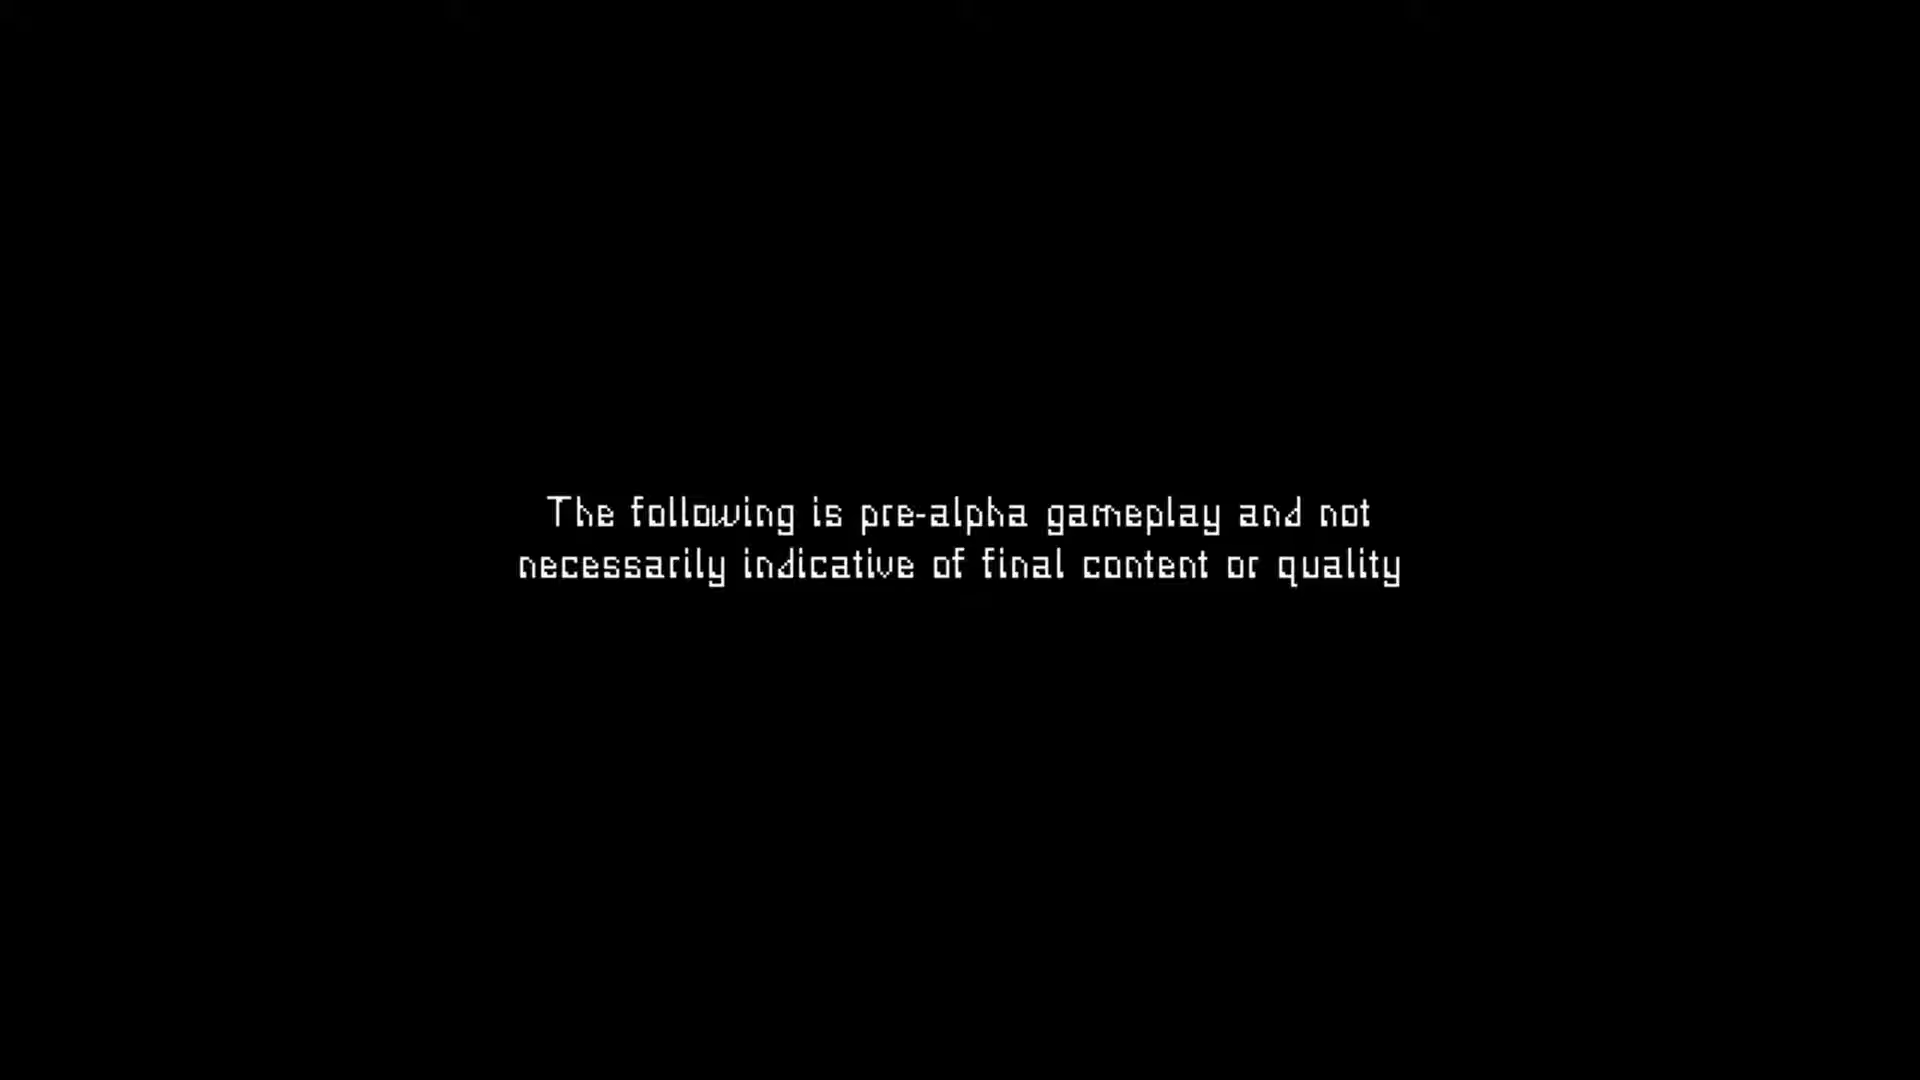 The following is pre-alpha gameplay and not
necessarily indicative of final content or quality